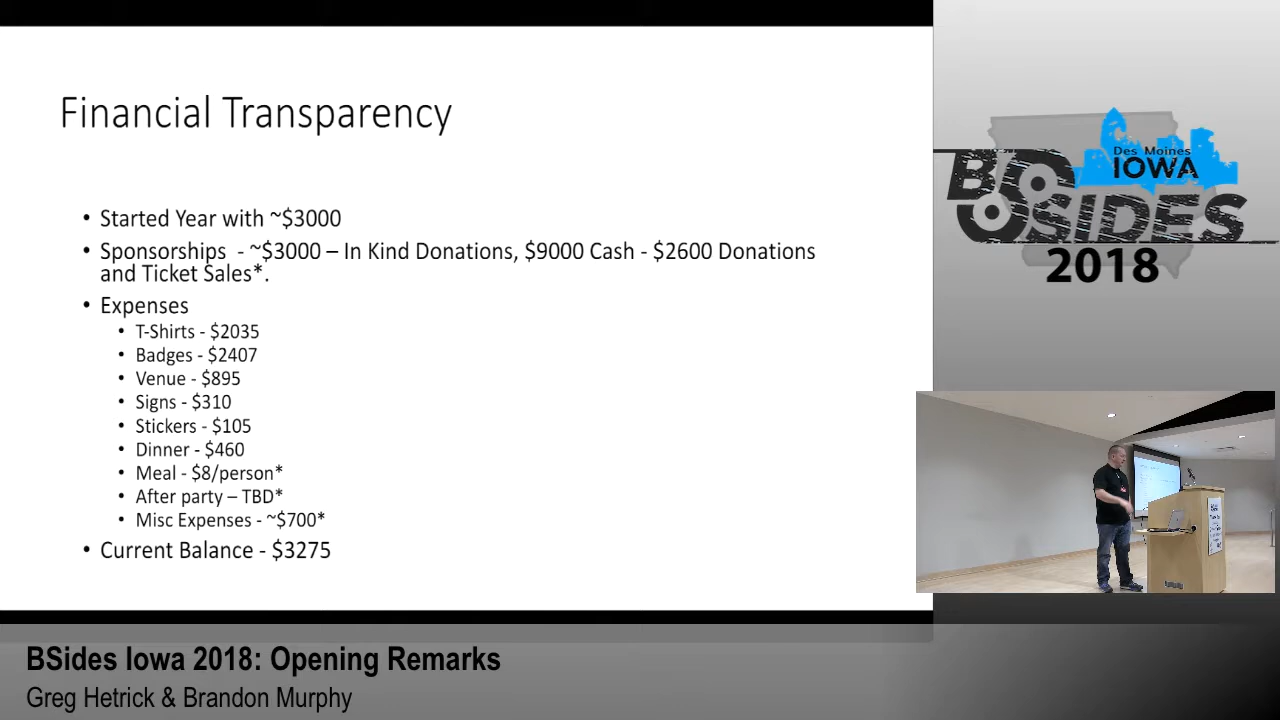 Financial Transparency
• Started Year with ~$3000
• Sponsorships - ~$3000 – In Kind Donations, $9000 Cash - $2600 Donations
and Ticket Sales*.
• Expenses
• T-Shirts - $2035
• Badges - $2407
• Venue - $895
• Signs - $310
• Stickers - $105
• Dinner - $460
• Meal - $8/person*
• After party – TBD*
• Misc Expenses - ~$700*
• Current Balance - $3275
Des Moines
IOWA
BSIDES
2018
BSides Iowa 2018: Opening Remarks
Greg Hetrick & Brandon Murphy